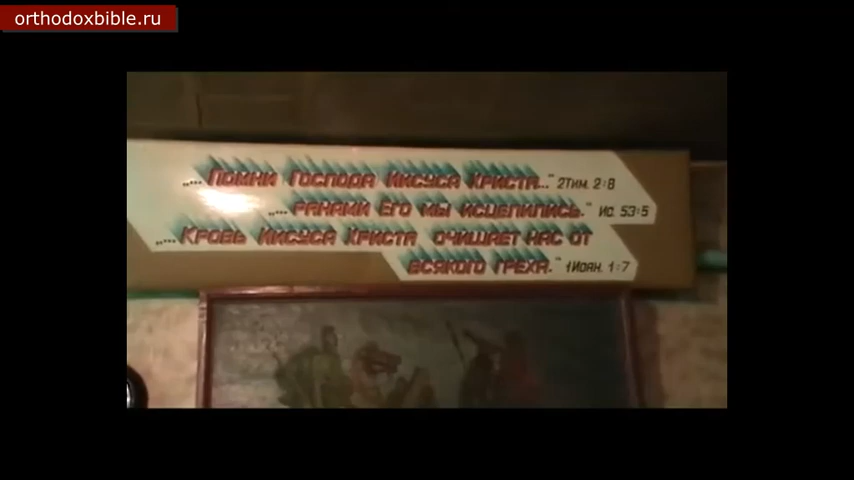 orthodoxbible.ru
„... Помни Господа Иисуса Христа..." 2Тим. 2:8
„... ранами Его мы исцелились." Ис. 53:5
„... Кровь Иисуса Христа очищает нас от
всякого греха." 1Иоан. 1:7